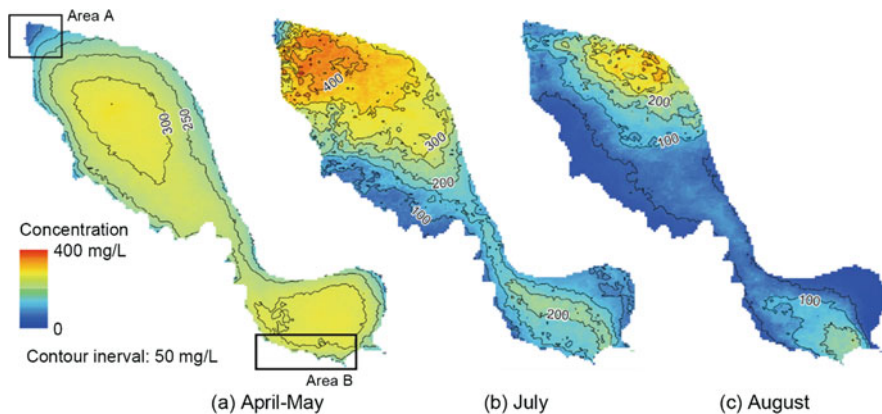 Area A
300
250
Concentration
400 mg/L
0
Contour inerval: 50 mg/L
Area B
400
300
200
100
200
200
100
100
(a) April-May
(b) July
(c) August